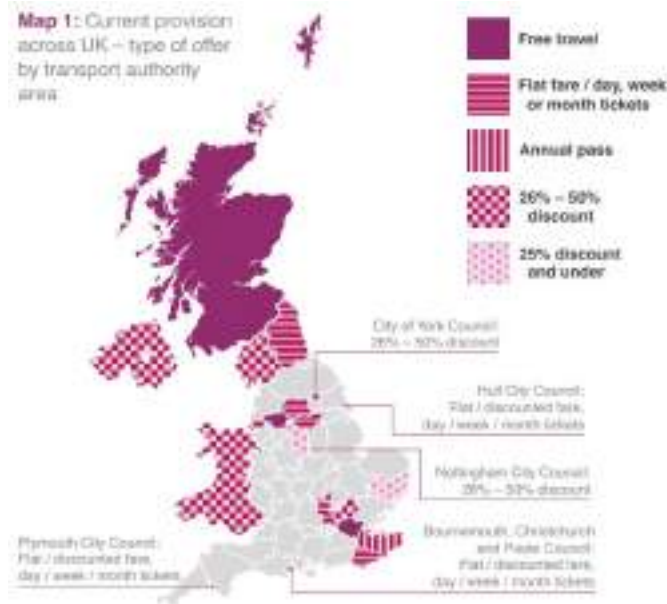 Map 1: Current provision
across UK – type of offer
by transport authority
area
Free travel
Flat fare / day, week
or month tickets
Annual pass
26% – 50%
discount
25% discount
and under
City of York Council:
26% – 50% discount
Hull City Council:
Flat / discounted fare,
day / week / month tickets
Nottingham City Council:
26% – 50% discount
Bournemouth, Christchurch
and Poole Council:
Flat / discounted fare,
day / week / month tickets
Plymouth City Council:
Flat / discounted fare,
day / week / month tickets